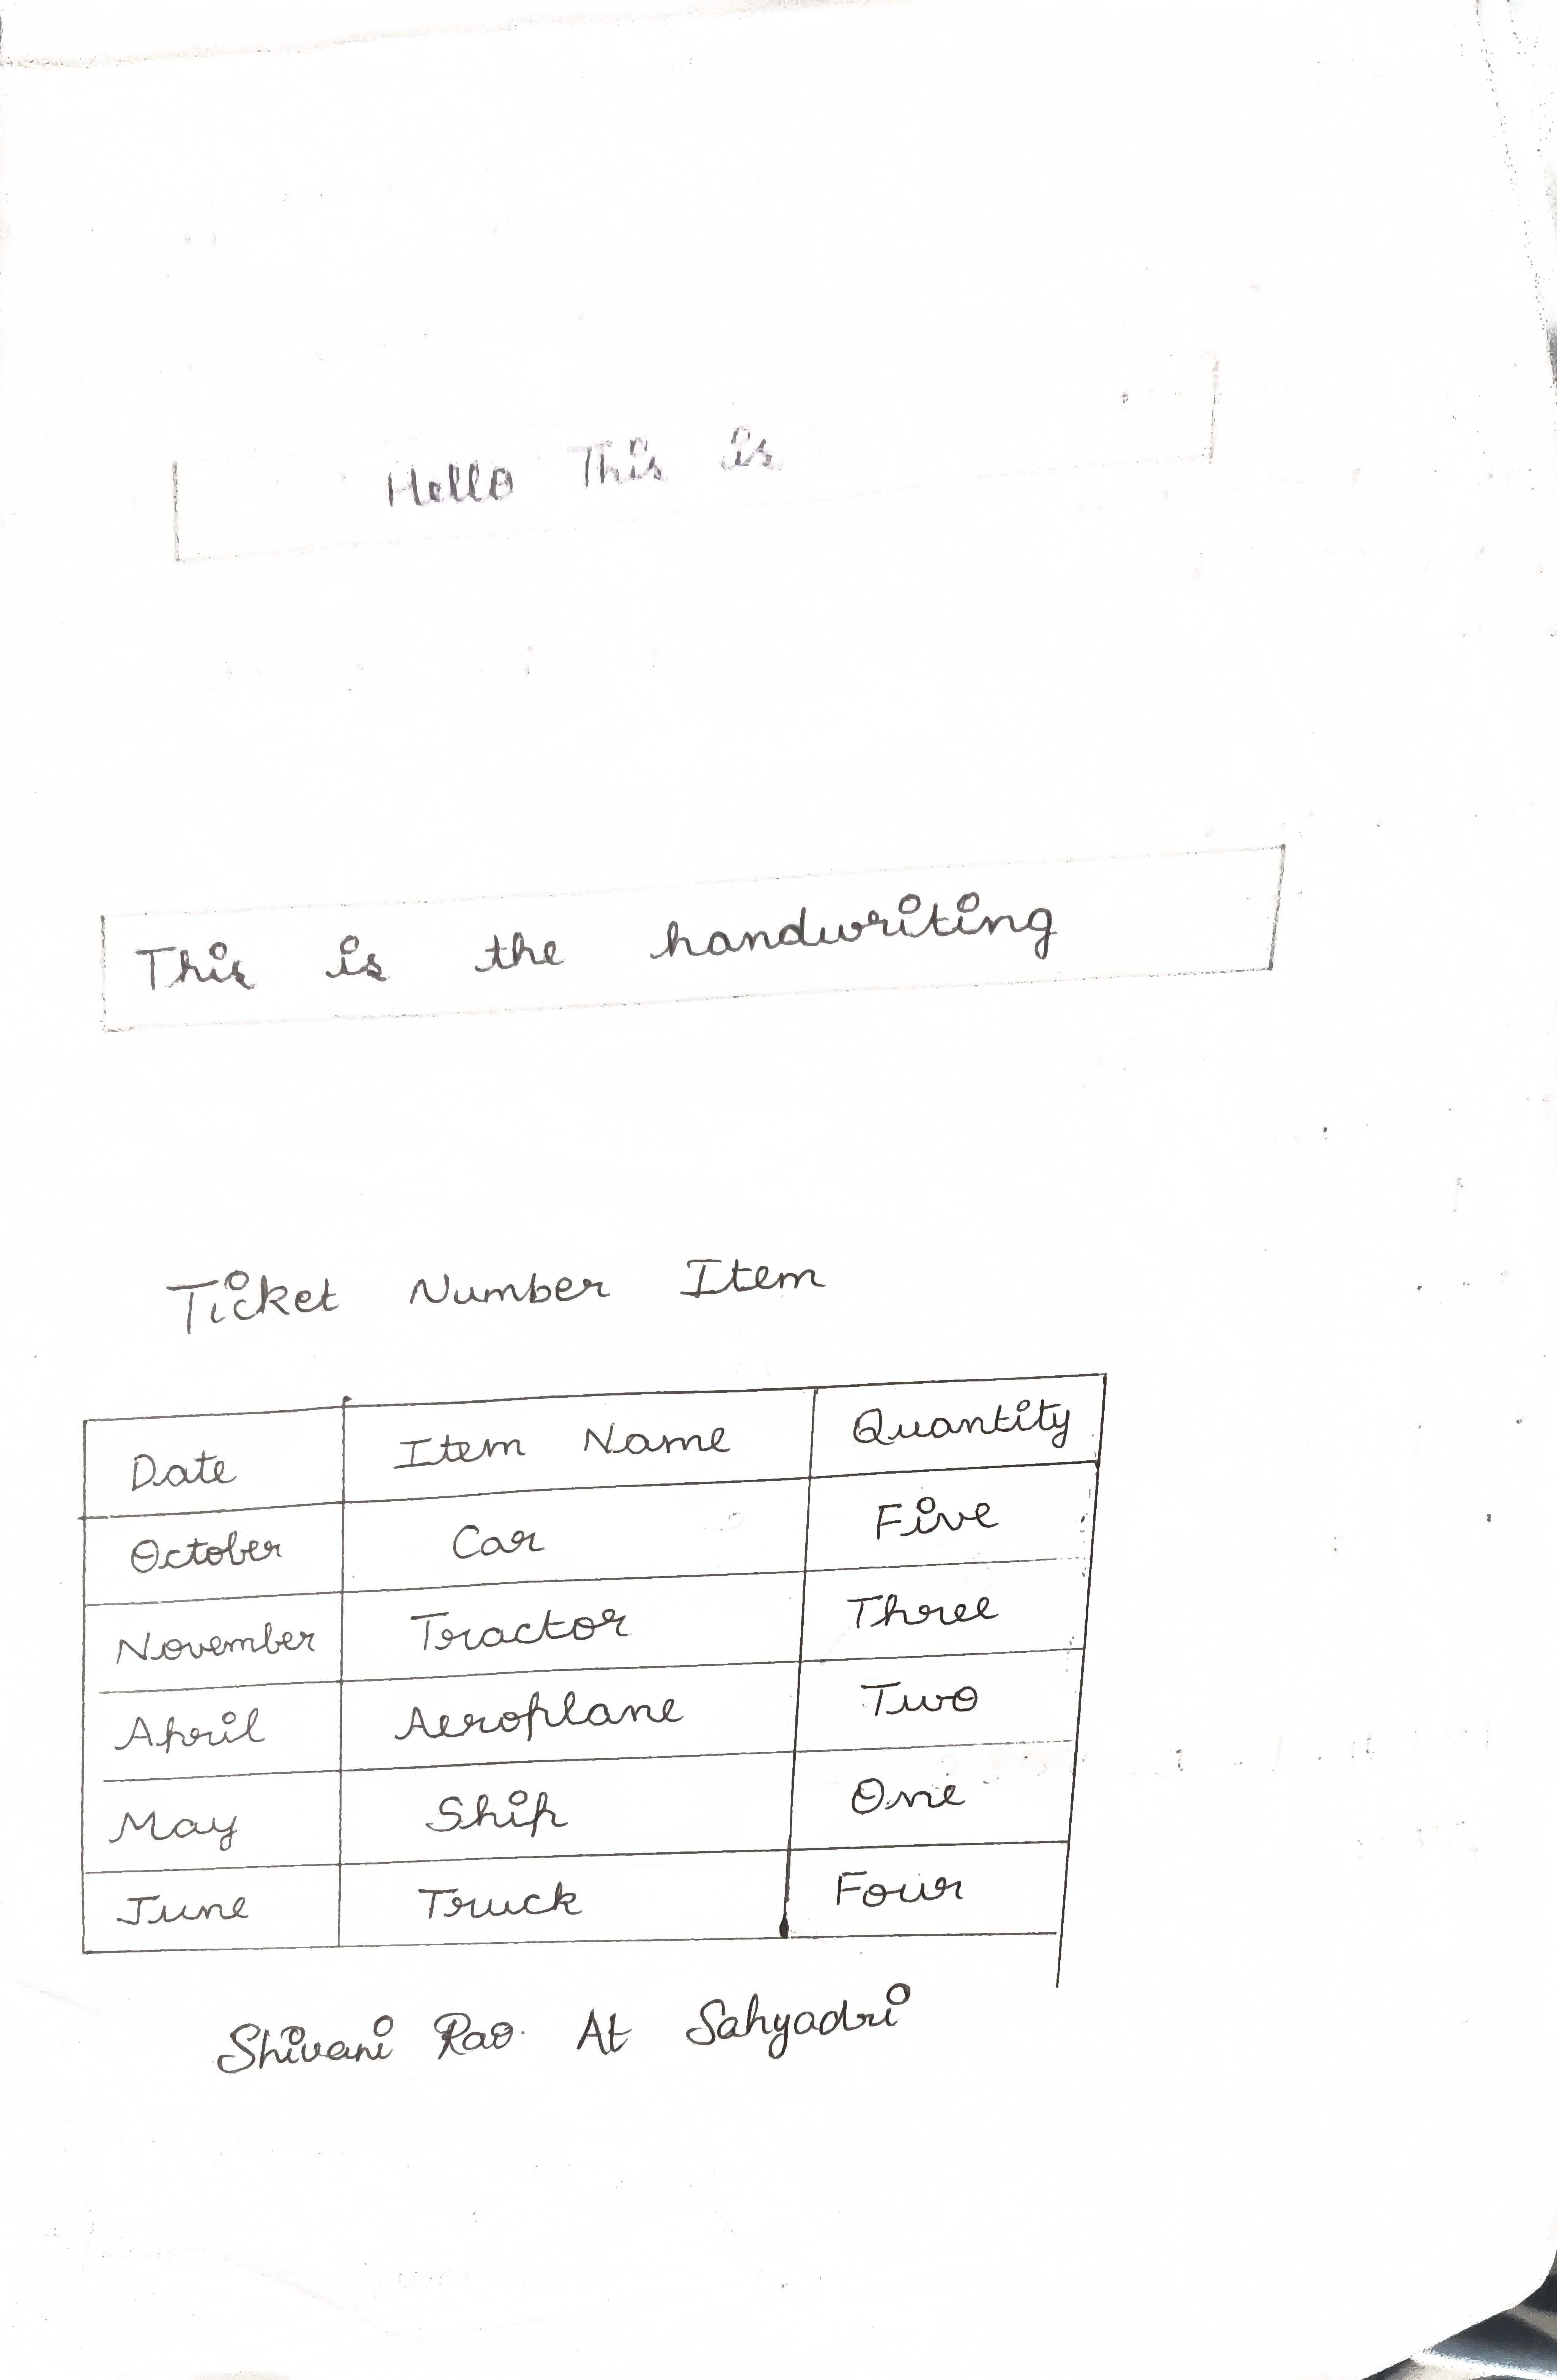 Hello This is
This is the handwriting
Ticket Number Item
Date Item Name Quantity
October Car Five
November Tractor Three
April Aeroplane Two
May Ship One
June Truck Four
Shivani Rao. At Sahyadri